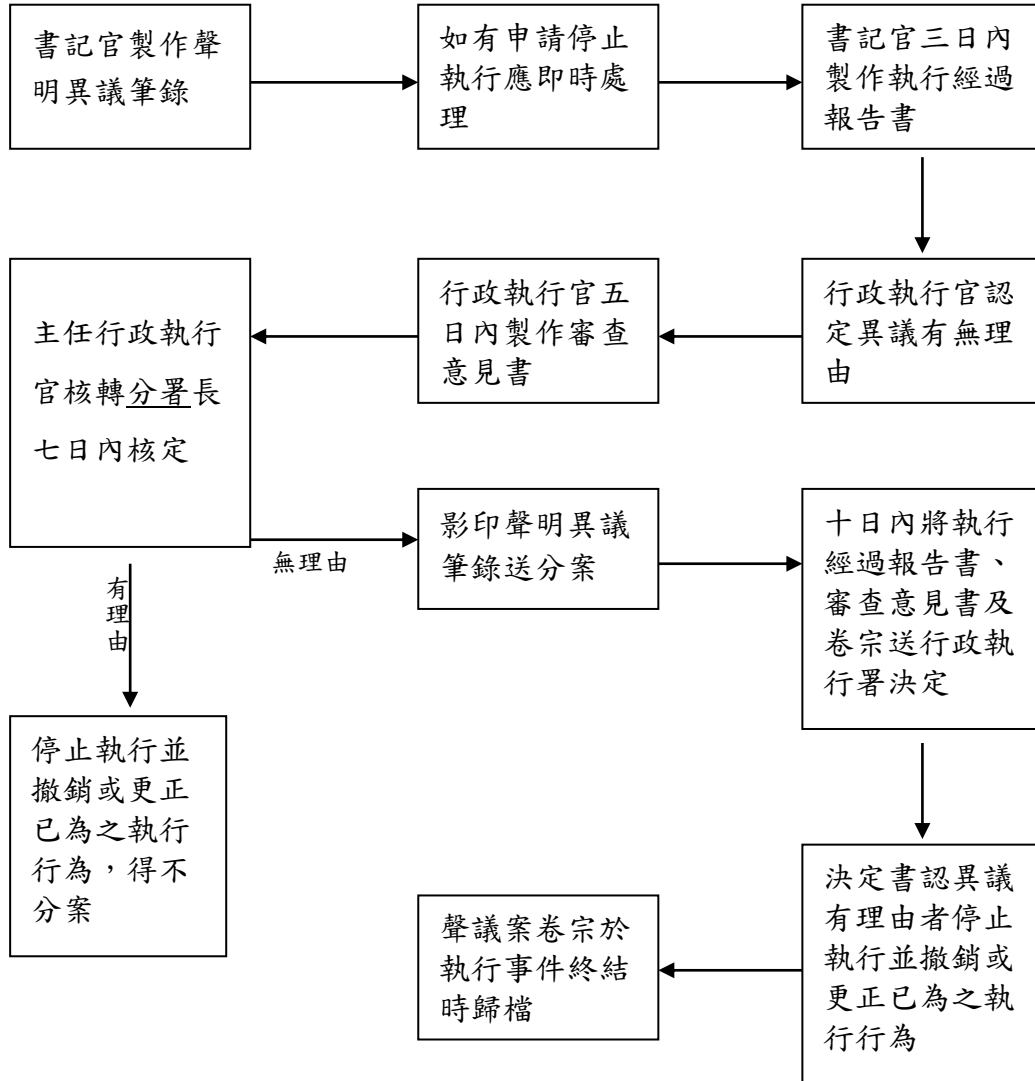 書記官製作聲
明異議筆錄
如有申請停止
執行應即時處
理
書記官三日內
製作執行經過
報告書
行政執行官認
定異議有無理
由
行政執行官五
日內製作審查
意見書
主任行政執行
官核轉分署長
七日內核定
無理由
有理由
影印聲明異議
筆錄送分案
十日內將執行
經過報告書、
審查意見書及
卷宗送行政執
行署決定
停止執行並
撤銷或更正
已為之執行
行為，得不
分案
決定書認異議
有理由者停止
執行並撤銷或
更正已為之執
行行為
聲議案卷宗於
執行事件終結
時歸檔